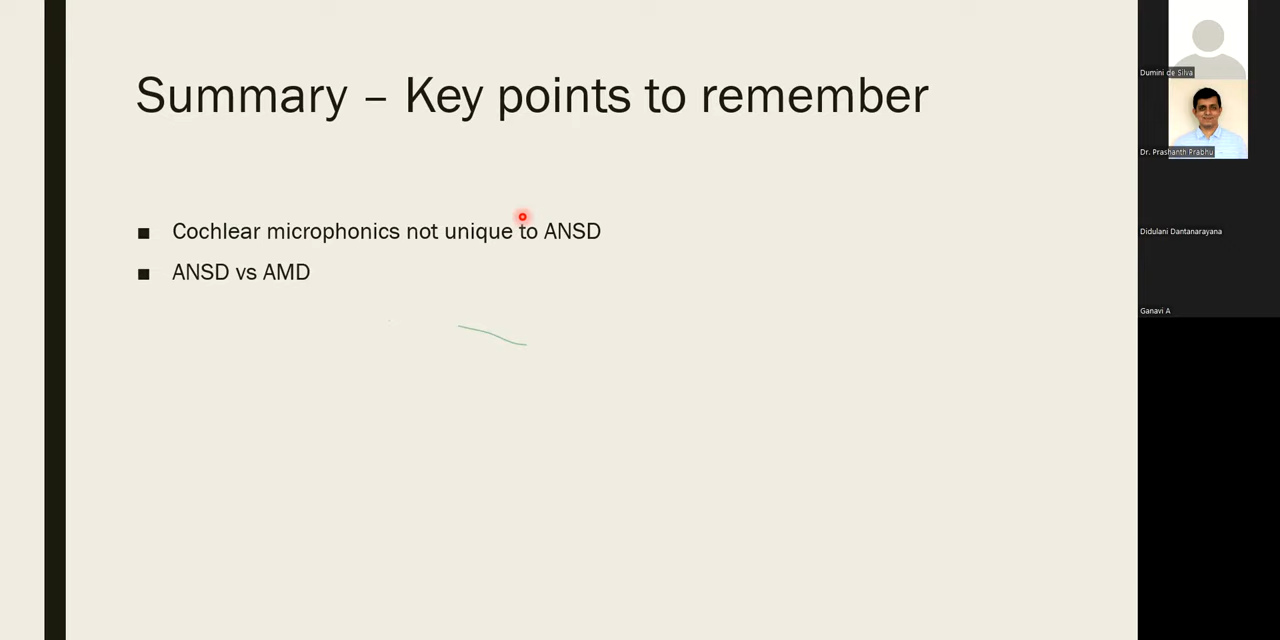 Summary – Key points to remember
■ Cochlear microphonics not unique to ANSD
■ ANSD vs AMD
Dumini de Silva
Dr. Prashanth Prabhu
Didulani Dantanarayana
Ganavi A